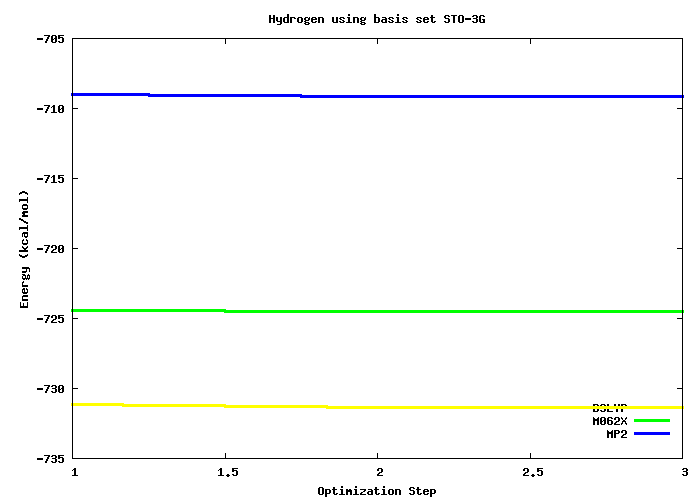 Hydrogen using basis set STO-3G
-705
-710
-715
-720
-725
-730
-735
Energy (kcal/mol)
B3LYP
M062X
MP2
1
1.5
2
2.5
3
Optimization Step